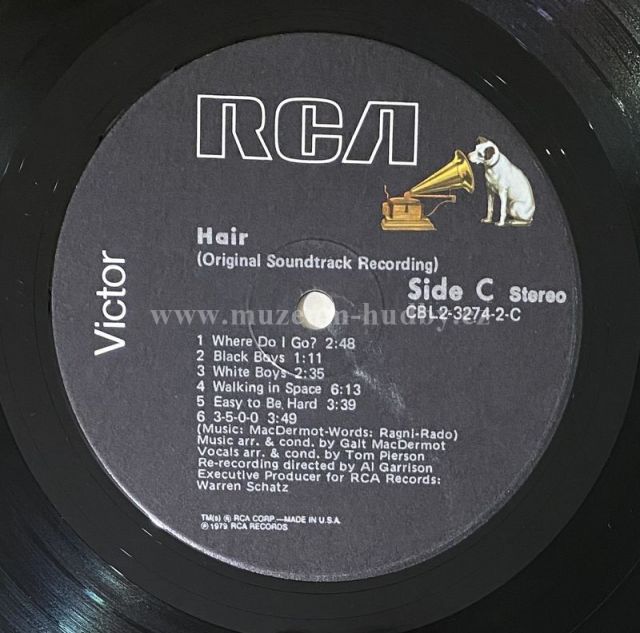 RCA
Victor
Hair
(Original Soundtrack Recording)
Side C Stereo
CBL2-3274-2-C
www.muzeum-hudby.cz
1 Where Do I Go? 2:48
2 Black Boys 1:11
3 White Boys 2:35
4 Walking in Space 6:13
5 Easy to Be Hard 3:39
6 3-5-0-0 3:49
(Music: MacDermot-Words: Ragni-Rado)
Music arr. & cond. by Galt MacDermot
Vocals arr. & cond. by Tom Pierson
Re-recording directed by Al Garrison
Executive Producer for RCA Records:
Warren Schatz
TM(s) ® RCA CORP.—MADE IN U.S.A.
℗ 1979 RCA RECORDS